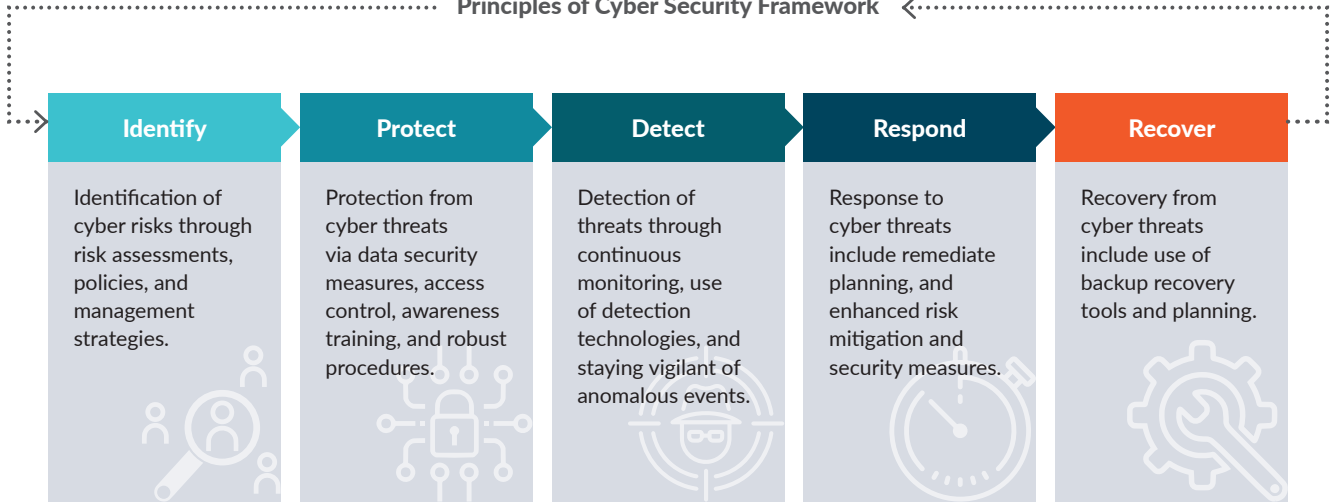 Principles of Cyber Security Framework
Identify
Identification of
cyber risks through
risk assessments,
policies, and
management
strategies.
Protect
Protection from
cyber threats
via data security
measures, access
control, awareness
training, and robust
procedures.
Detect
Detection of
threats through
continuous
monitoring, use
of detection
technologies, and
staying vigilant of
anomalous events.
Respond
Response to
cyber threats
include remediate
planning, and
enhanced risk
mitigation and
security measures.
Recover
Recovery from
cyber threats
include use of
backup recovery
tools and planning.